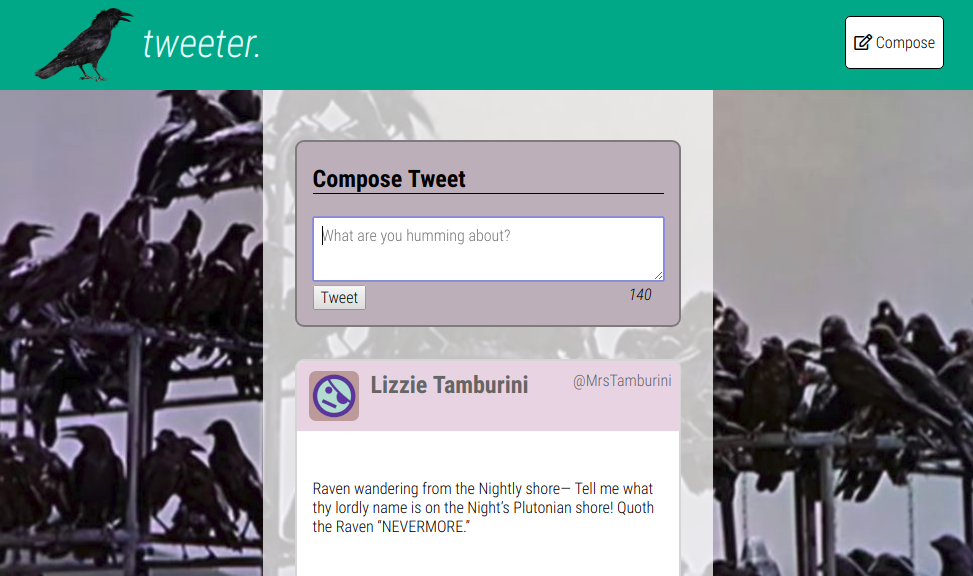 tweeter.
Compose
Compose Tweet
What are you humming about?
Tweet
140
Lizzie Tamburini
@MrsTamburini
Raven wandering from the Nightly shore— Tell me what
thy lordly name is on the Night's Plutonian shore! Quoth
the Raven “NEVERMORE.”